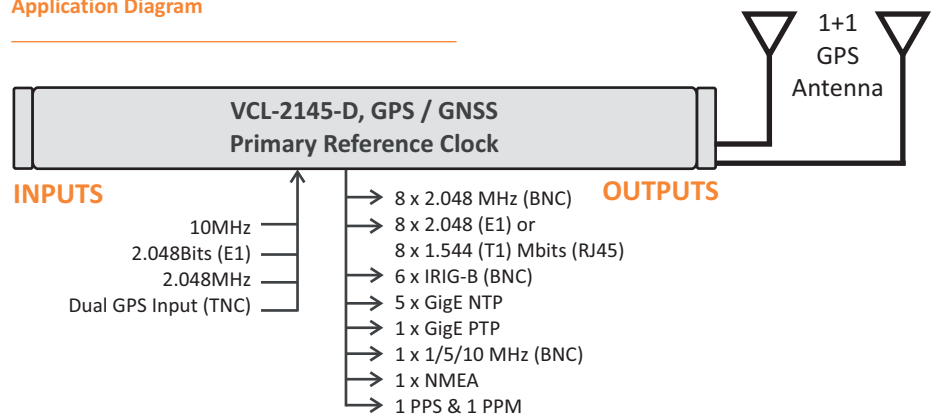 Application Diagram
1+1
GPS
Antenna
VCL-2145-D, GPS / GNSS
Primary Reference Clock
INPUTS
OUTPUTS
10MHz
2.048Bits (E1)
2.048MHz
Dual GPS Input (TNC)
8 x 2.048 MHz (BNC)
8 x 2.048 (E1) or
8 x 1.544 (T1) Mbits (RJ45)
6 x IRIG-B (BNC)
5 x GigE NTP
1 x GigE PTP
1 x 1/5/10 MHz (BNC)
1 x NMEA
1 PPS & 1 PPM